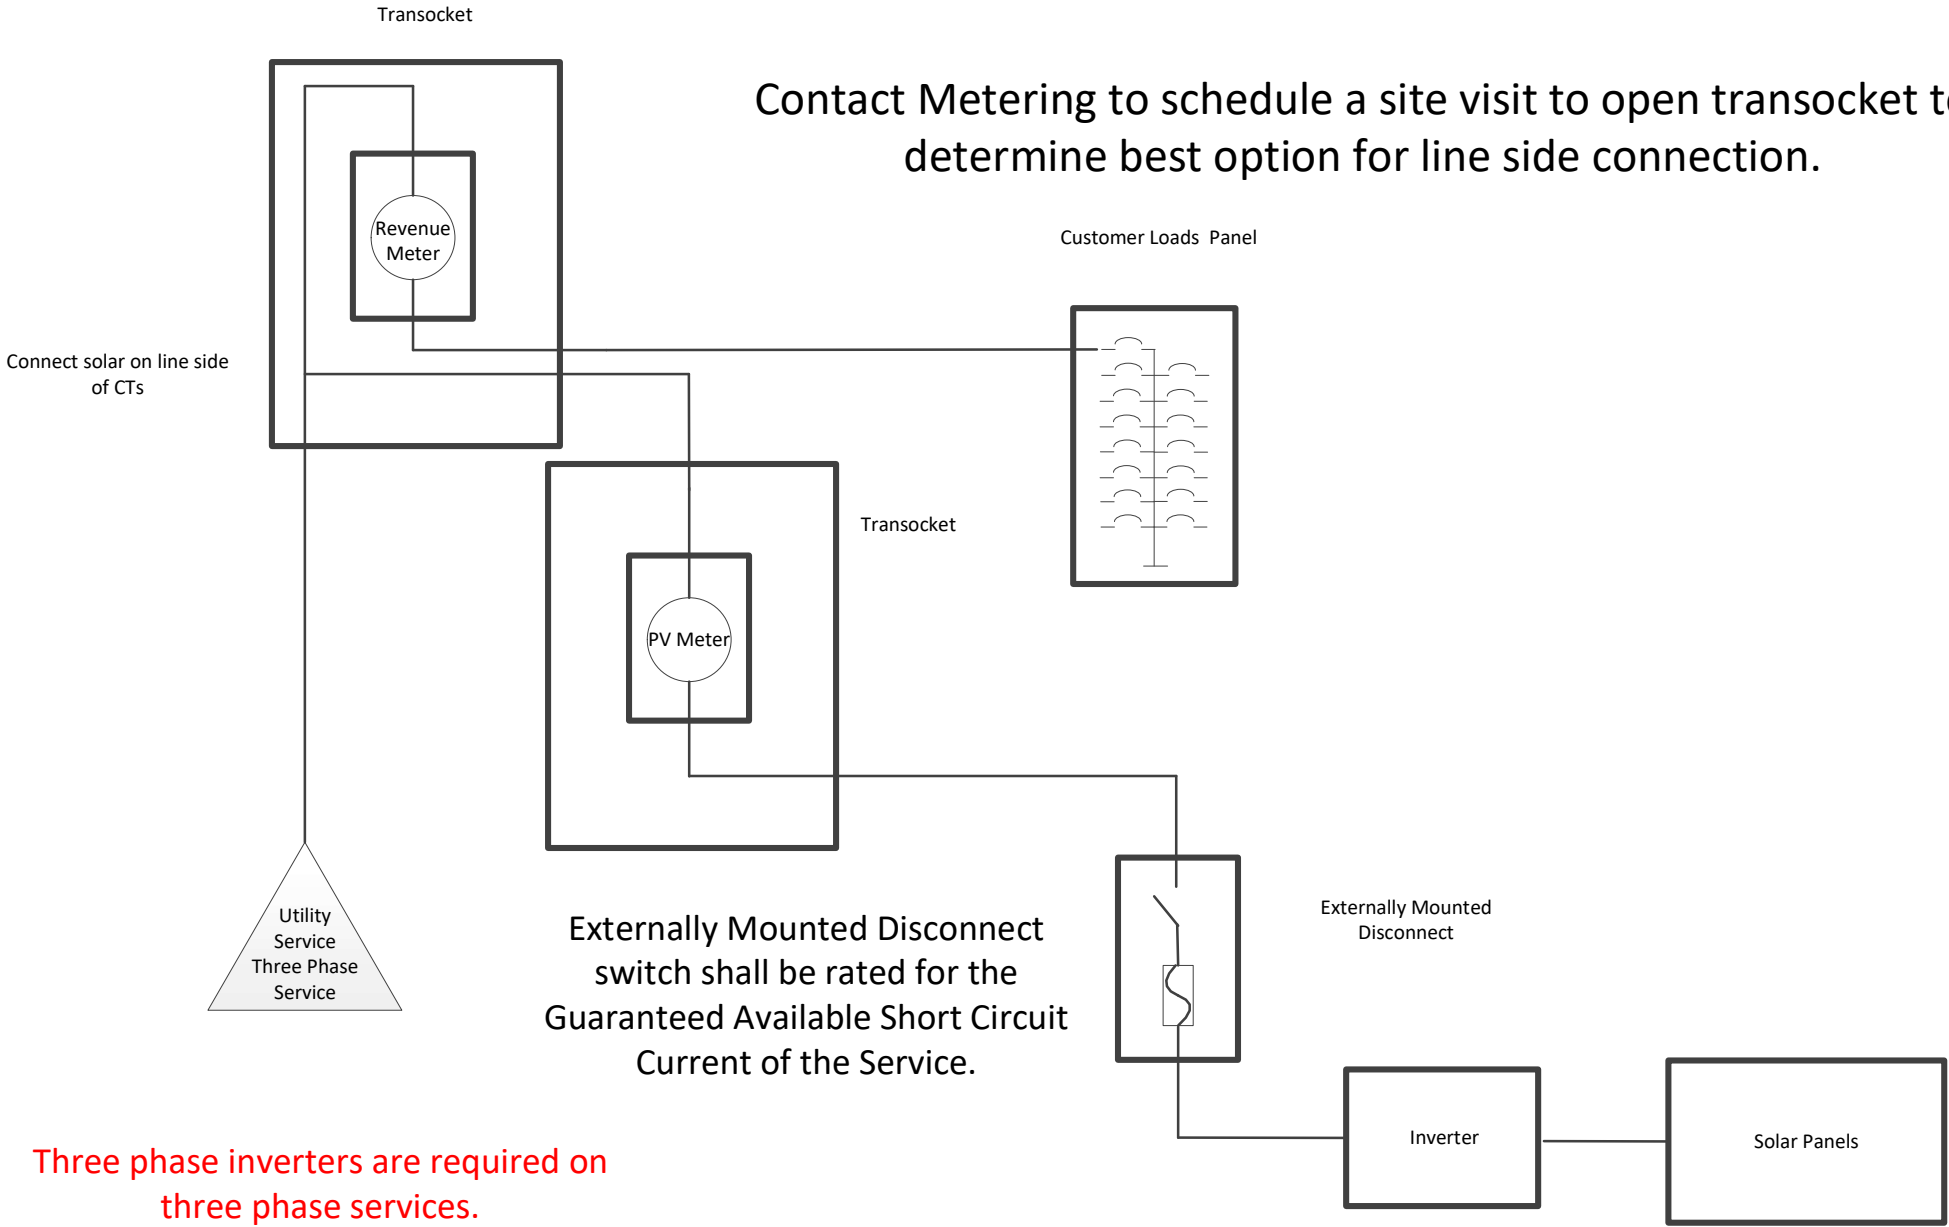 Transocket
Contact Metering to schedule a site visit to open transocket to
determine best option for line side connection.
Revenue
Meter
Customer Loads  Panel
Connect solar on line side
of CTs
Transocket
PV Meter
Utility
Service
Three Phase
Service
Externally Mounted Disconnect
switch shall be rated for the
Guaranteed Available Short Circuit
Current of the Service.
Externally Mounted
Disconnect
Inverter
Solar Panels
Three phase inverters are required on
three phase services.